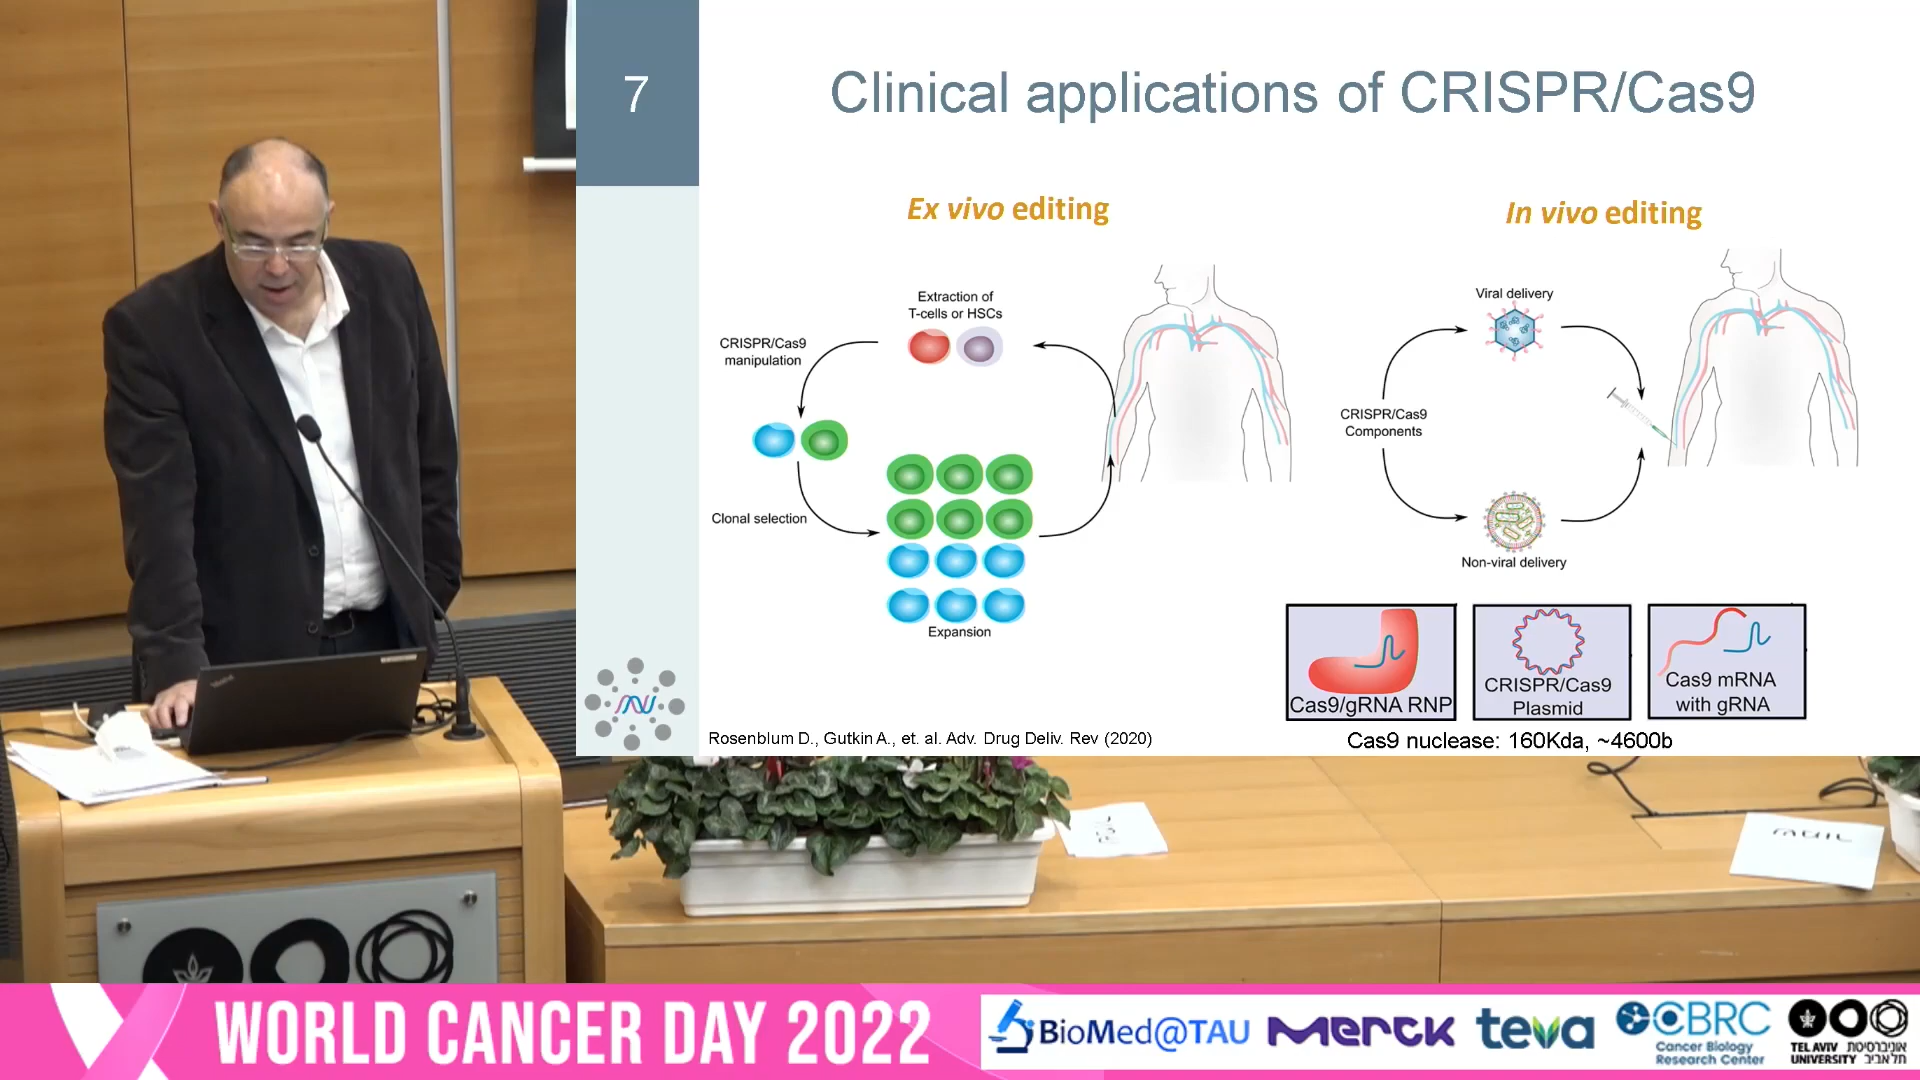 7
Clinical applications of CRISPR/Cas9
Ex vivo editing
In vivo editing
Extraction of
T-cells or HSCs
CRISPR/Cas9
manipulation
Clonal selection
Expansion
Viral delivery
CRISPR/Cas9
Components
Non-viral delivery
Cas9/gRNA RNP
CRISPR/Cas9
Plasmid
Cas9 mRNA
with gRNA
Rosenblum D., Gutkin A., et. al. Adv. Drug Deliv. Rev (2020)
Cas9 nuclease: 160Kda, ~4600b
ThinkPad
WORLD CANCER DAY 2022
BioMed@TAU
Merck
teva
CBRC
Cancer Biology
Research Center
TEL AVIV אוניברסיטת
UNIVERSITY תל אביב